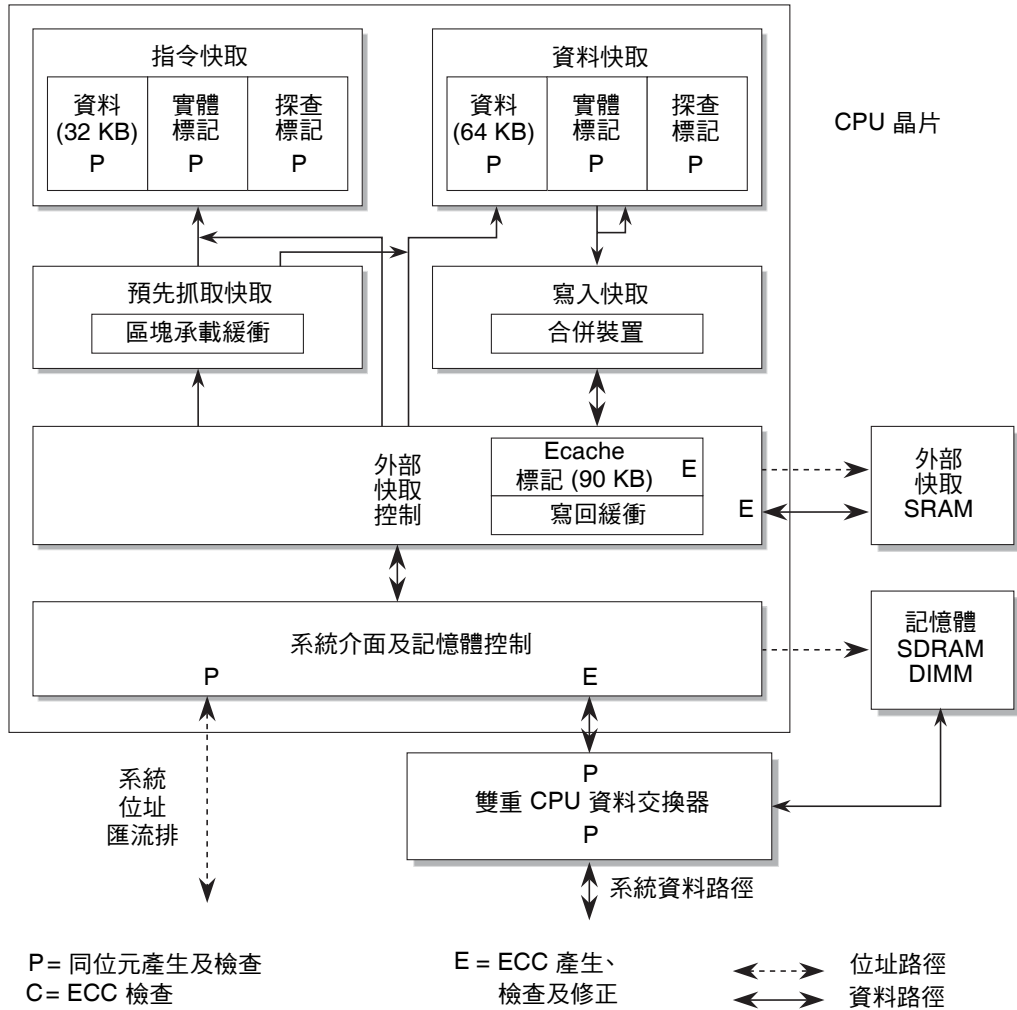 指令快取
資料
(32 KB)
P
實體
標記
P
探查
標記
P
資料快取
資料
(64 KB)
P
實體
標記
P
探查
標記
P
CPU 晶片
預先抓取快取
區塊承載緩衝
寫入快取
合併裝置
外部
快取
控制
Ecache
標記 (90 KB)
E
寫回緩衝
E
外部
快取
SRAM
系統介面及記憶體控制
P
E
記憶體
SDRAM
DIMM
系統
位址
匯流排
P
雙重 CPU 資料交換器
P
系統資料路徑
P= 同位元產生及檢查
C= ECC 檢查
E = ECC 產生、
檢查及修正
位址路徑
資料路徑